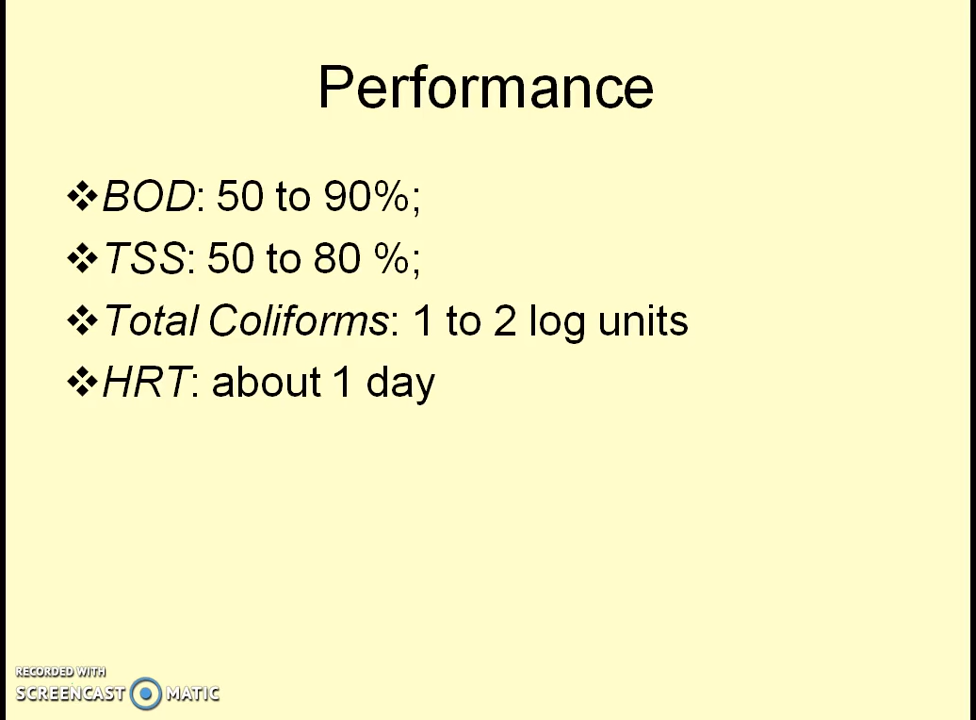 Performance
❖BOD: 50 to 90%;
❖TSS: 50 to 80 %;
❖Total Coliforms: 1 to 2 log units
❖HRT: about 1 day
RECORDED WITH
SCREENCAST MATIC